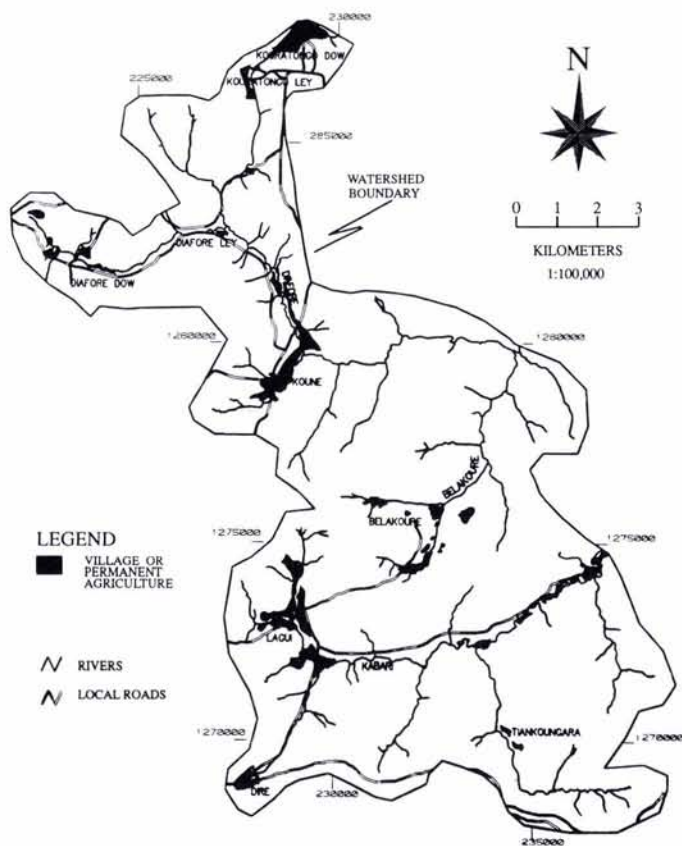 230000
KOURATONGO DOW
225000
KOURATONGO LEY
285000
N
WATERSHED
BOUNDARY
0 1 2 3
KILOMETERS
1:100,000
DIAFORE LEY
DIAFORE DOW
1280000
1280000
KOUNE
BELAKOURE
BELAKOURE
LEGEND
VILLAGE OR
PERMANENT
AGRICULTURE
1275000
1275000
LAGUI
KABARI
RIVERS
LOCAL ROADS
1270000
TIANKOUNGARA
1270000
DIRE
230000
235000